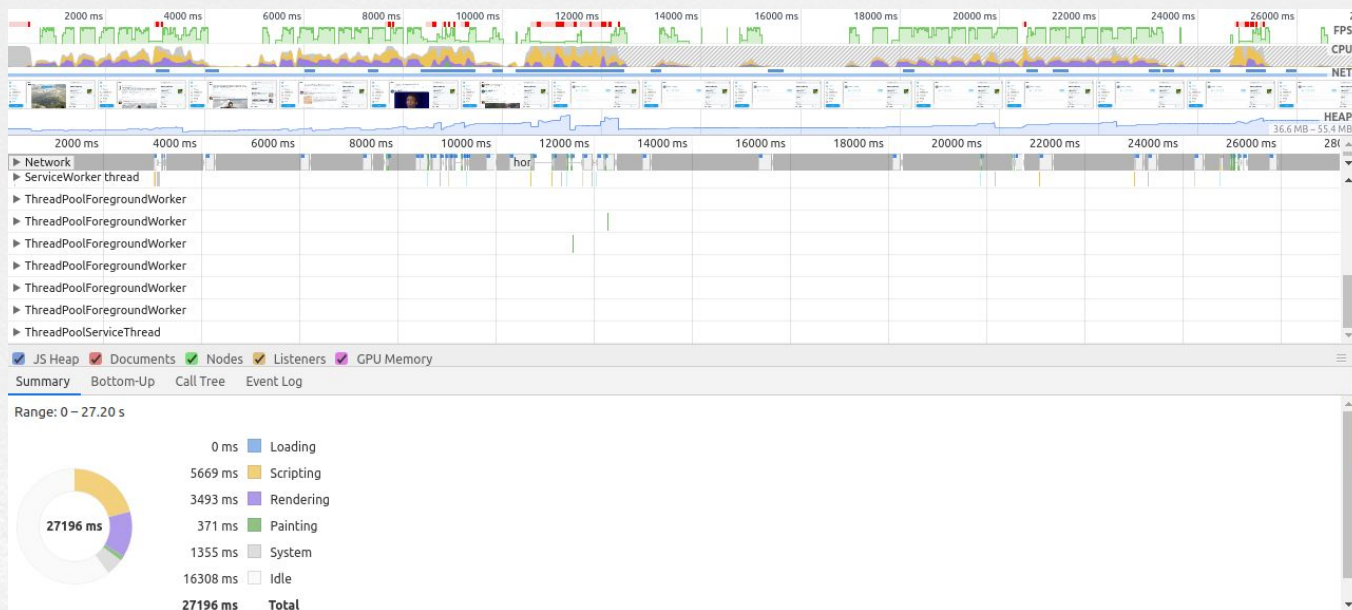 2000 ms 4000 ms 6000 ms 8000 ms 10000 ms 12000 ms 14000 ms 16000 ms 18000 ms 20000 ms 22000 ms 24000 ms 26000 ms 2
FPS
CPU
NET
HEAP
36.6 MB – 55.4 MB
2000 ms 4000 ms 6000 ms 8000 ms 10000 ms 12000 ms 14000 ms 16000 ms 18000 ms 20000 ms 22000 ms 24000 ms 26000 ms 280
Network hor
ServiceWorker thread
ThreadPoolForegroundWorker
ThreadPoolForegroundWorker
ThreadPoolForegroundWorker
ThreadPoolForegroundWorker
ThreadPoolForegroundWorker
ThreadPoolForegroundWorker
ThreadPoolServiceThread
JS Heap Documents Nodes Listeners GPU Memory
Summary Bottom-Up Call Tree Event Log
Range: 0 – 27.20 s
0 ms Loading
5669 ms Scripting
3493 ms Rendering
27196 ms 371 ms Painting
1355 ms System
16308 ms Idle
27196 ms Total